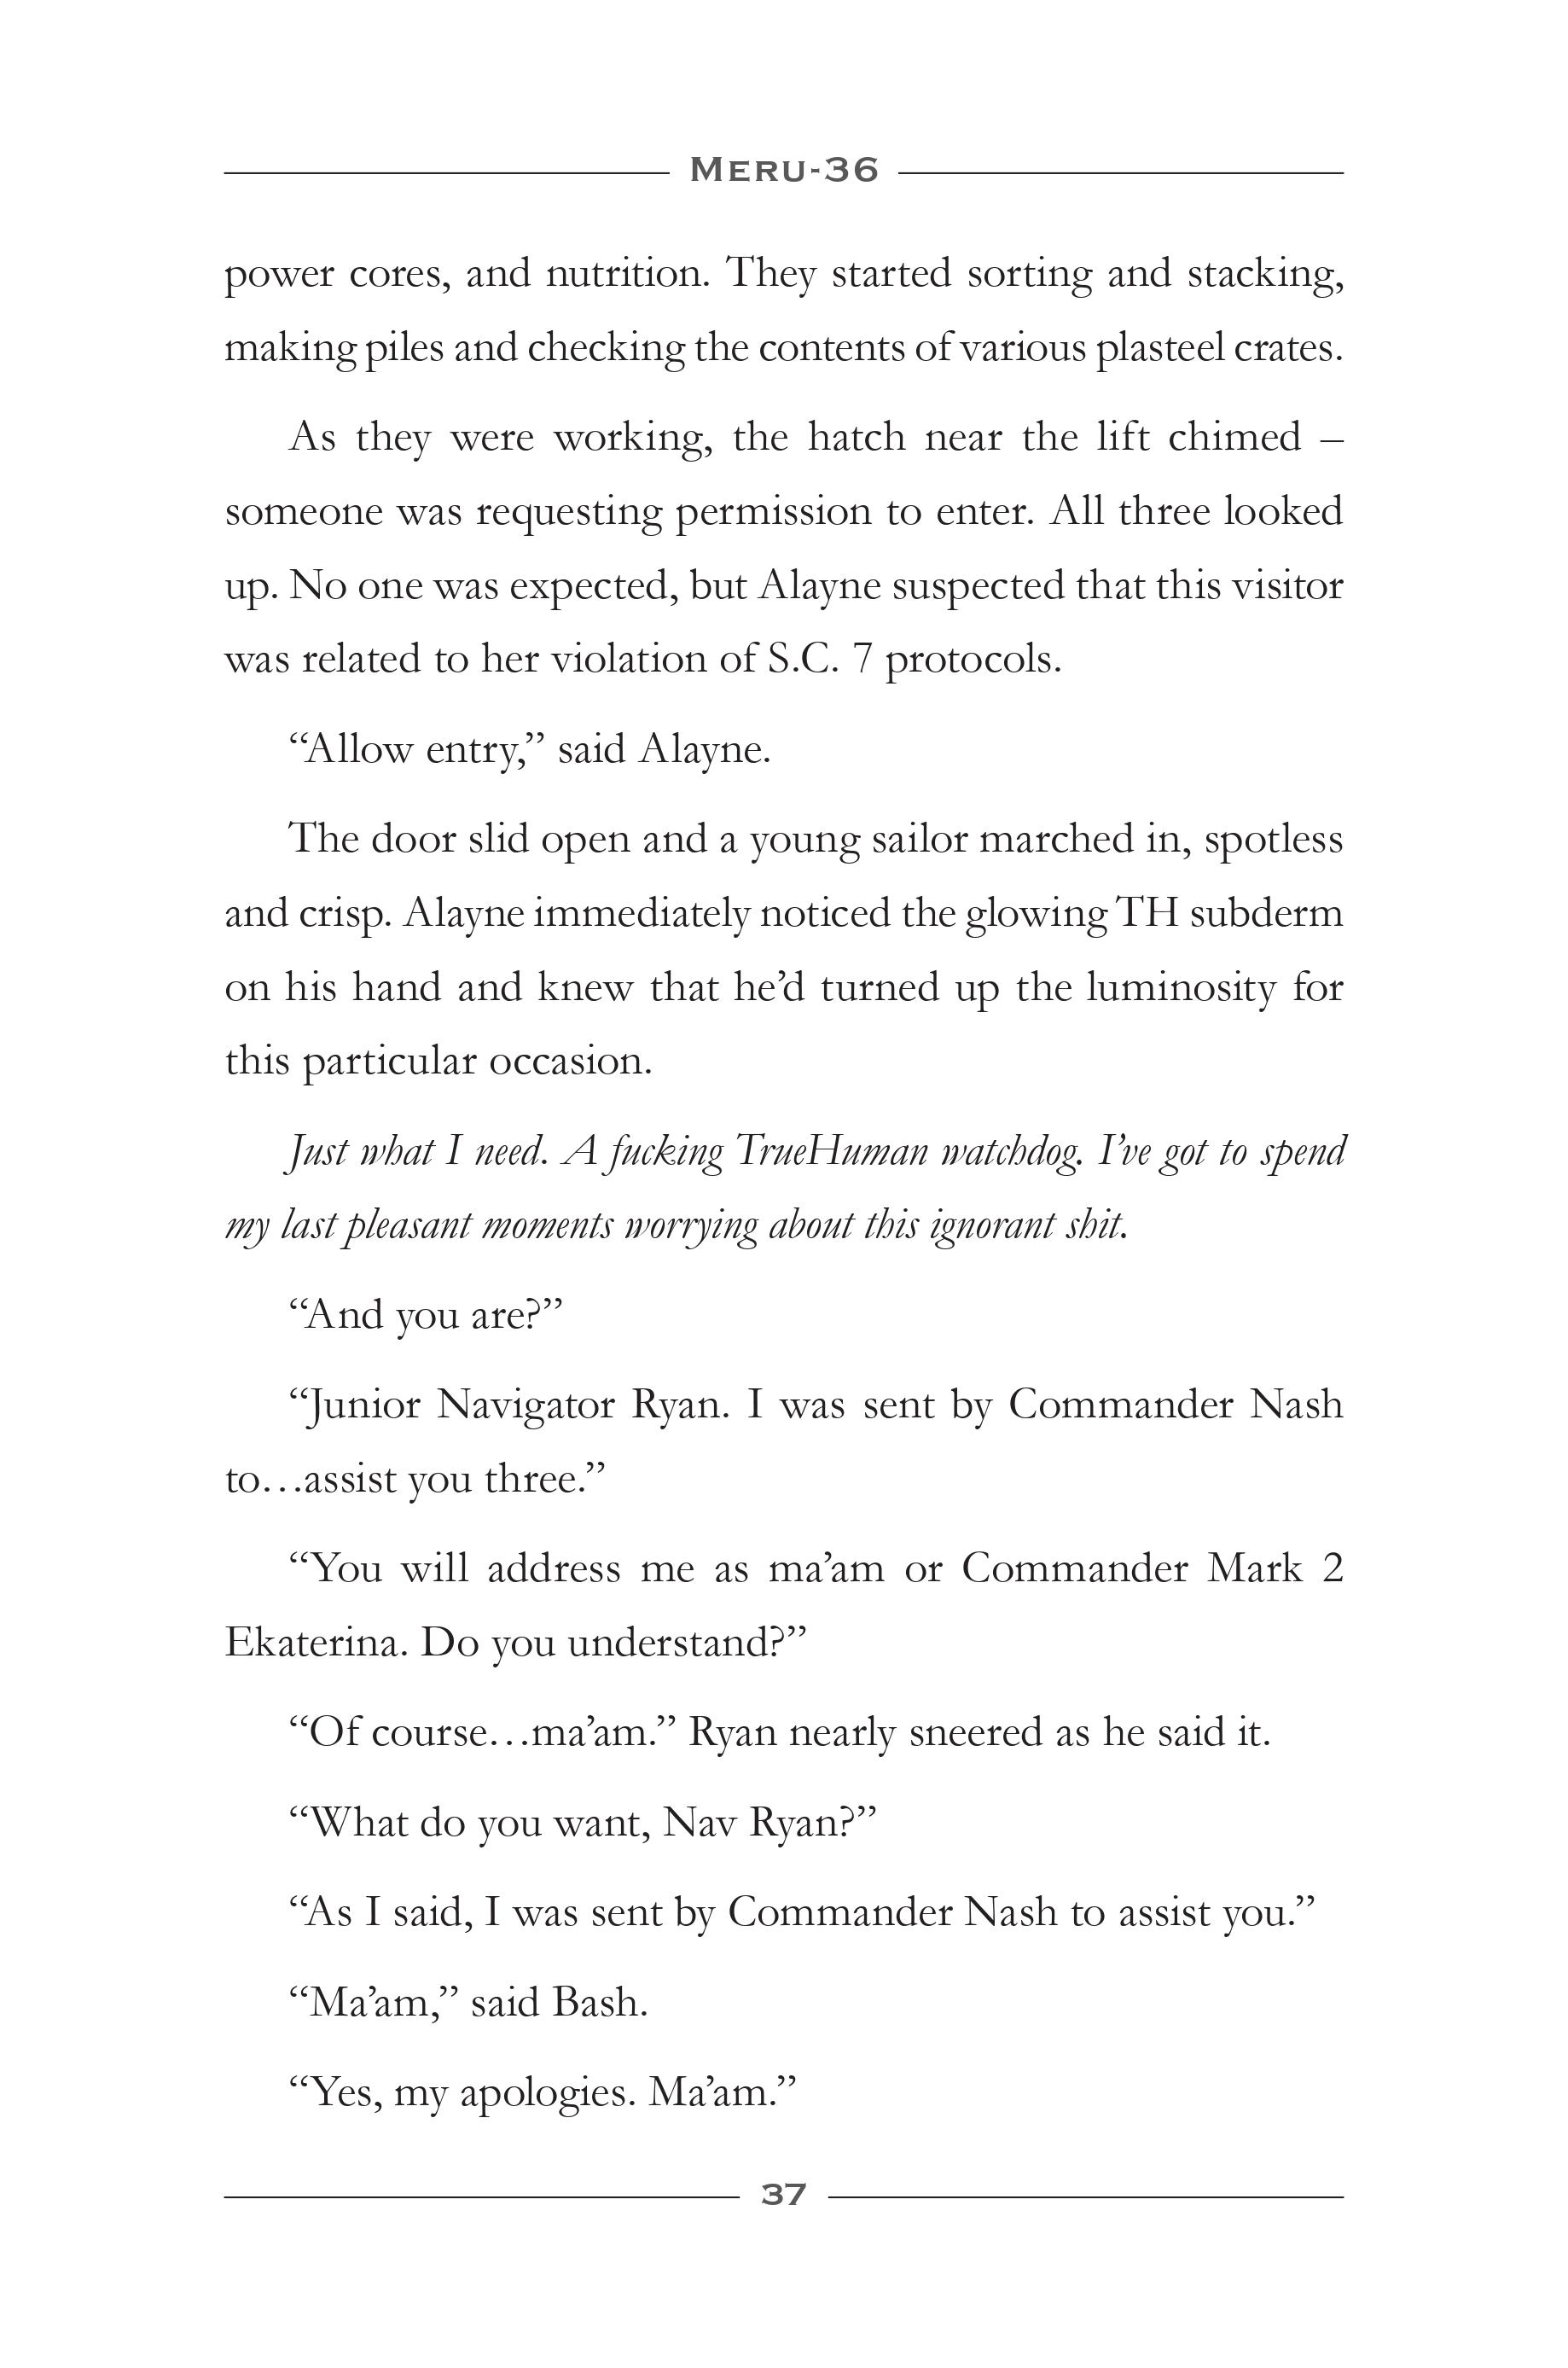 Meru-36
power cores, and nutrition. They started sorting and stacking,
making piles and checking the contents of various plasteel crates.
As they were working, the hatch near the lift chimed –
someone was requesting permission to enter. All three looked
up. No one was expected, but Alayne suspected that this visitor
was related to her violation of S.C. 7 protocols.
“Allow entry,” said Alayne.
The door slid open and a young sailor marched in, spotless
and crisp. Alayne immediately noticed the glowing TH subderm
on his hand and knew that he’d turned up the luminosity for
this particular occasion.
Just what I need. A fucking TrueHuman watchdog. I’ve got to spend
my last pleasant moments worrying about this ignorant shit.
“And you are?”
“Junior Navigator Ryan. I was sent by Commander Nash
to…assist you three.”
“You will address me as ma’am or Commander Mark 2
Ekaterina. Do you understand?”
“Of course…ma’am.” Ryan nearly sneered as he said it.
“What do you want, Nav Ryan?”
“As I said, I was sent by Commander Nash to assist you.”
“Ma’am,” said Bash.
“Yes, my apologies. Ma’am.”
37